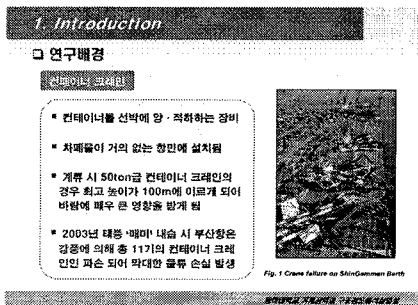 1. Introduction
연구배경
컨테이너 크레인
컨테이너를 선박에 양·적하하는 장비
차폐물이 거의 없는 항만에 설치됨
계류 시 50ton급 컨테이너 크레인의
경우 최고 높이가 100m에 이르게 되어
바람에 매우 큰 영향을 받게 됨
2003년 태풍 '매미' 내습 시 부산항은
강풍에 의해 총 11기의 컨테이너 크레
인인 파손 되어 막대한 물류 손실 발생
Fig. 1 Crane failure on ShinGammam Berth